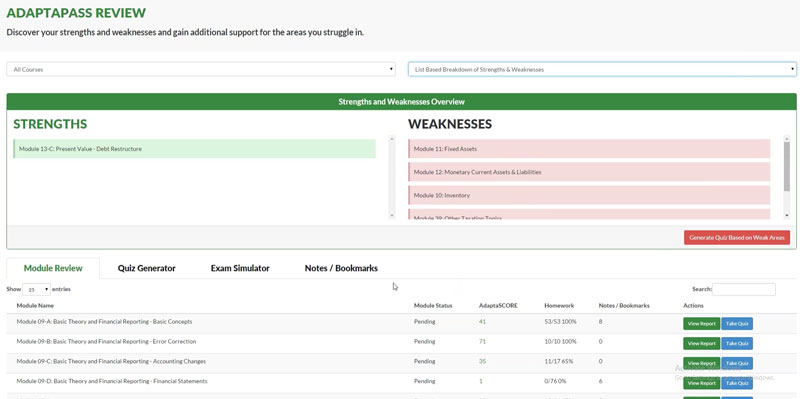 ADAPTAPASS REVIEW
Discover your strengths and weaknesses and gain additional support for the areas you struggle in.
All Courses
List Based Breakdown of Strengths & Weaknesses
Strengths and Weaknesses Overview
STRENGTHS
WEAKNESSES
Module 13-C: Present Value - Debt Restructure
Module 11: Fixed Assets
Module 12: Monetary Current Assets & Liabilities
Module 10: Inventory
Module 39: Other Taxation Topics
Generate Quiz Based on Weak Areas
Module Review Quiz Generator Exam Simulator Notes / Bookmarks
Show 25 entries Search:
Module Name Module Status AdaptaSCORE Homework Notes / Bookmarks Actions
Module 09-A: Basic Theory and Financial Reporting - Basic Concepts Pending 41 53/53 100% 8 View Report Take Quiz
Module 09-B: Basic Theory and Financial Reporting - Error Correction Pending 71 10/10 100% 0 View Report Take Quiz
Module 09-C: Basic Theory and Financial Reporting - Accounting Changes Pending 35 11/17 65% 0 View Report Take Quiz
Module 09-D: Basic Theory and Financial Reporting - Financial Statements Pending 1 0/76 0% 6 View Report Take Quiz